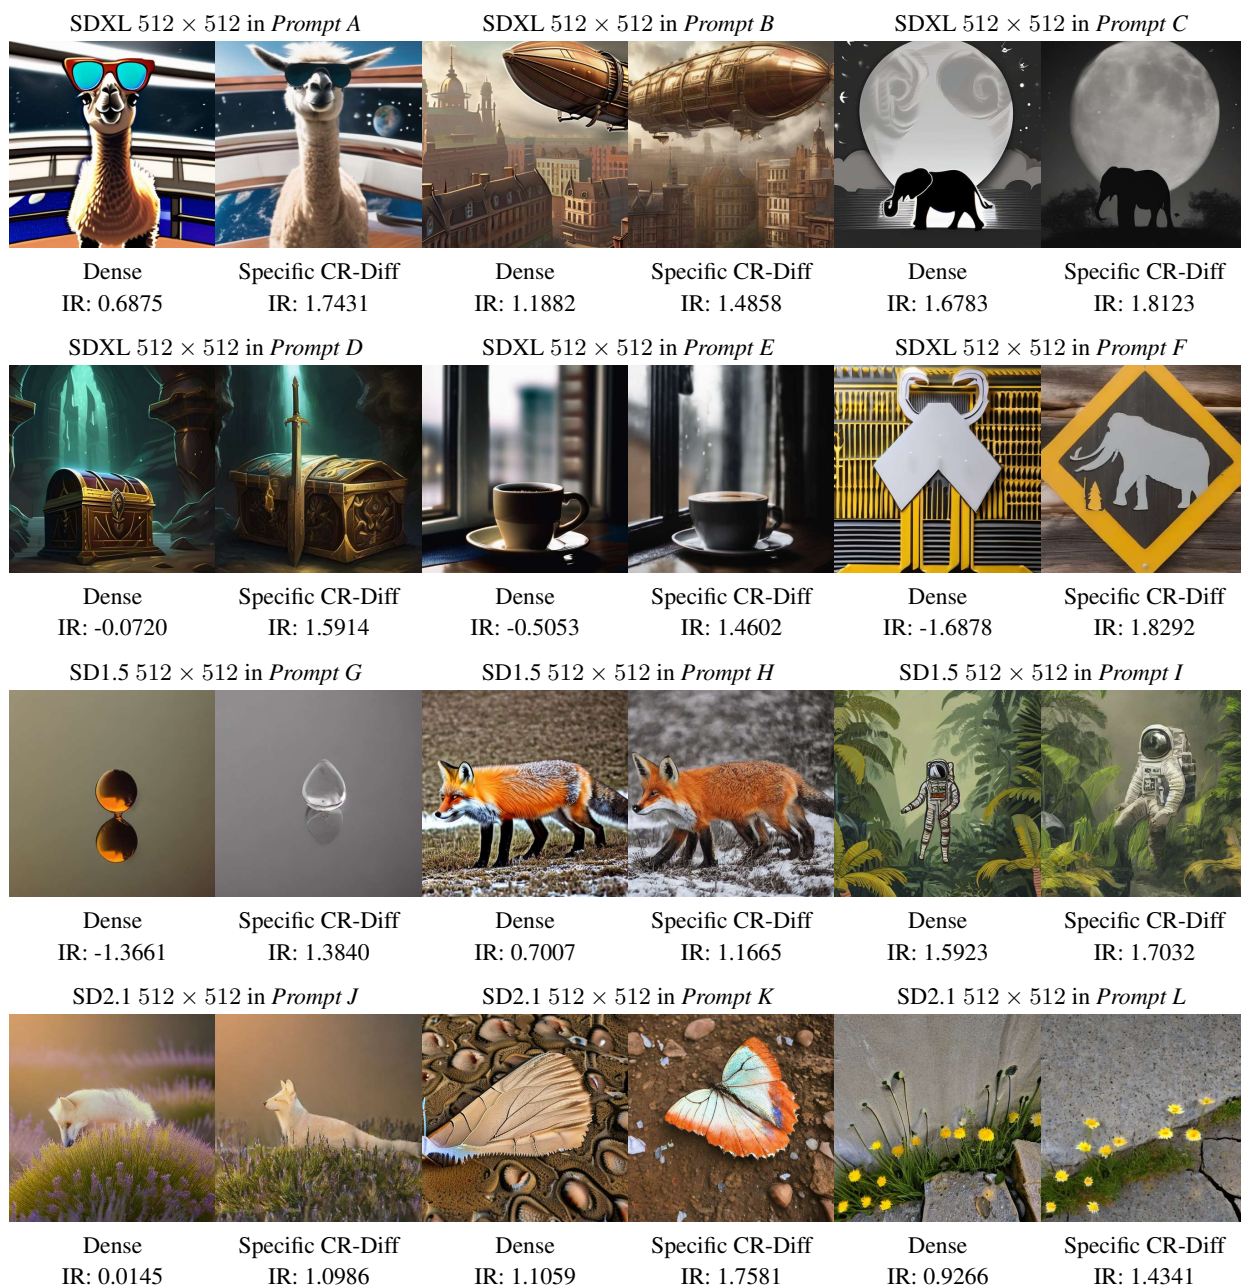 SDXL 512 × 512 in Prompt A
SDXL 512 × 512 in Prompt B
SDXL 512 × 512 in Prompt C
Dense
Specific CR-Diff
Dense
Specific CR-Diff
Dense
Specific CR-Diff
IR: 0.6875
IR: 1.7431
IR: 1.1882
IR: 1.4858
IR: 1.6783
IR: 1.8123
SDXL 512 × 512 in Prompt D
SDXL 512 × 512 in Prompt E
SDXL 512 × 512 in Prompt F
Dense
Specific CR-Diff
Dense
Specific CR-Diff
Dense
Specific CR-Diff
IR: -0.0720
IR: 1.5914
IR: -0.5053
IR: 1.4602
IR: -1.6878
IR: 1.8292
SD1.5 512 × 512 in Prompt G
SD1.5 512 × 512 in Prompt H
SD1.5 512 × 512 in Prompt I
Dense
Specific CR-Diff
Dense
Specific CR-Diff
Dense
Specific CR-Diff
IR: -1.3661
IR: 1.3840
IR: 0.7007
IR: 1.1665
IR: 1.5923
IR: 1.7032
SD2.1 512 × 512 in Prompt J
SD2.1 512 × 512 in Prompt K
SD2.1 512 × 512 in Prompt L
Dense
Specific CR-Diff
Dense
Specific CR-Diff
Dense
Specific CR-Diff
IR: 0.0145
IR: 1.0986
IR: 1.1059
IR: 1.7581
IR: 0.9266
IR: 1.4341